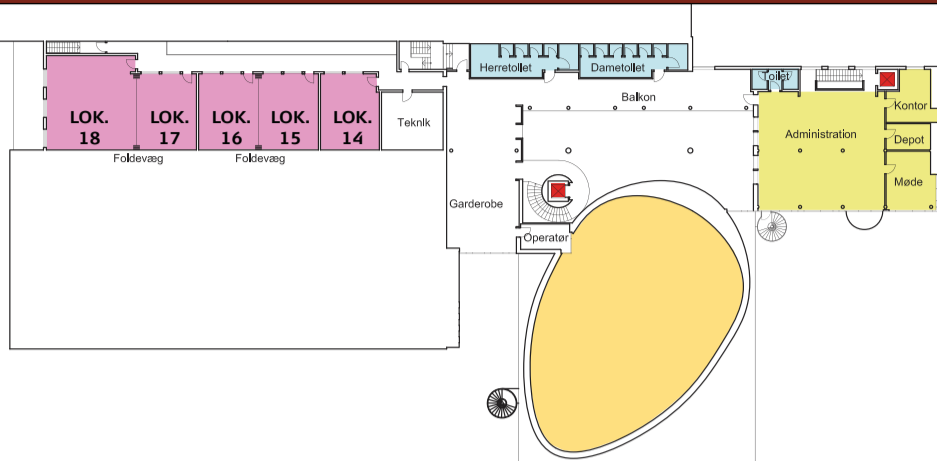 Herretoilet
Dametoilet
Toilet
Balkon
Kontor
LOK.
18
LOK.
17
LOK.
16
LOK.
15
LOK.
14
Teknik
Administration
Depot
Foldevæg
Foldevæg
Møde
Garderobe
Operatør